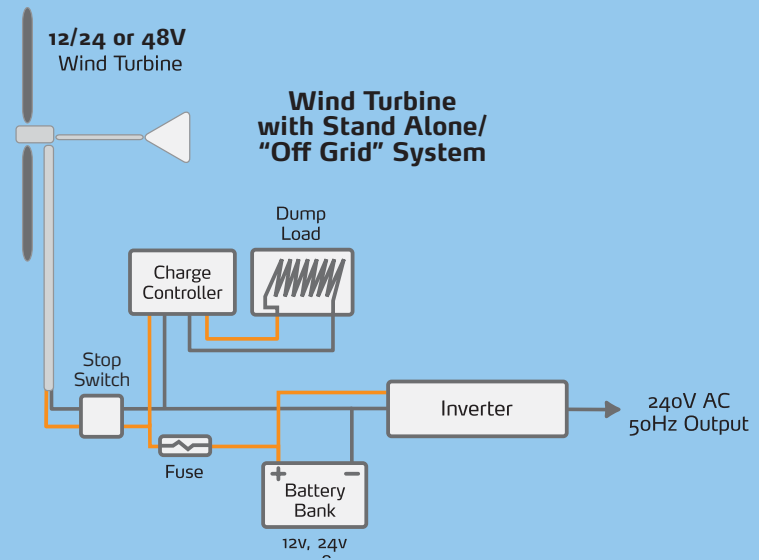 12/24 or 48V
Wind Turbine
Wind Turbine
with Stand Alone/
“Off Grid” System
Dump
Load
Charge
Controller
Stop
Switch
Inverter
240V AC
50Hz Output
Fuse
+ −
Battery
Bank
12v, 24v